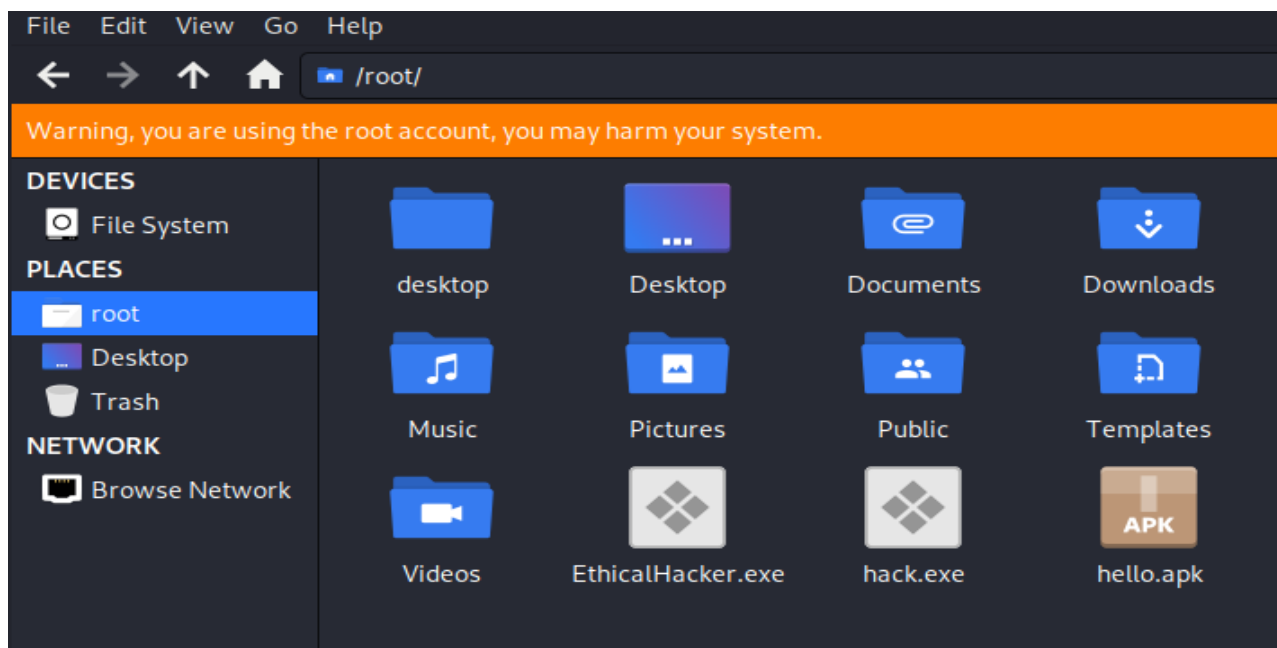 File Edit View Go Help
/root/
Warning, you are using the root account, you may harm your system.
DEVICES
File System
PLACES
root
Desktop
Trash
NETWORK
Browse Network
desktop Desktop Documents Downloads
Music Pictures Public Templates
APK
Videos EthicalHacker.exe hack.exe hello.apk